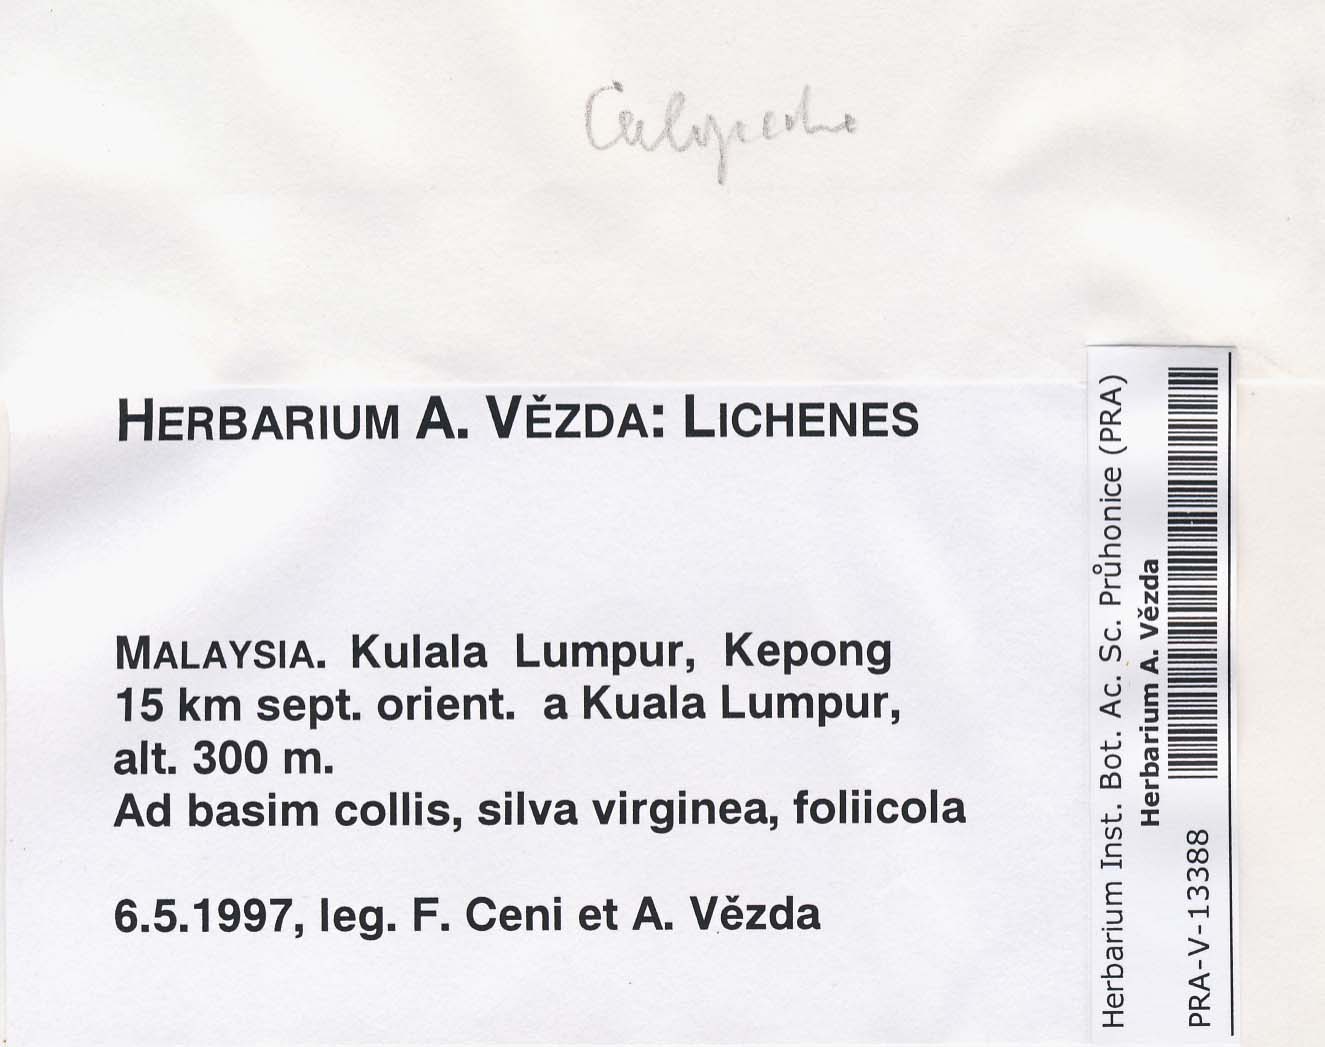 HERBARIUM A. VĚZDA: LICHENES
MALAYSIA. Kulala Lumpur, Kepong
15 km sept. orient. a Kuala Lumpur,
alt. 300 m.
Ad basim collis, silva virginea, foliicola
6.5.1997, leg. F. Ceni et A. Vězda
Herbarium Inst. Bot. Ac. Sc. Průhonice (PRA)
Herbarium A. Vězda
PRA-V-13388